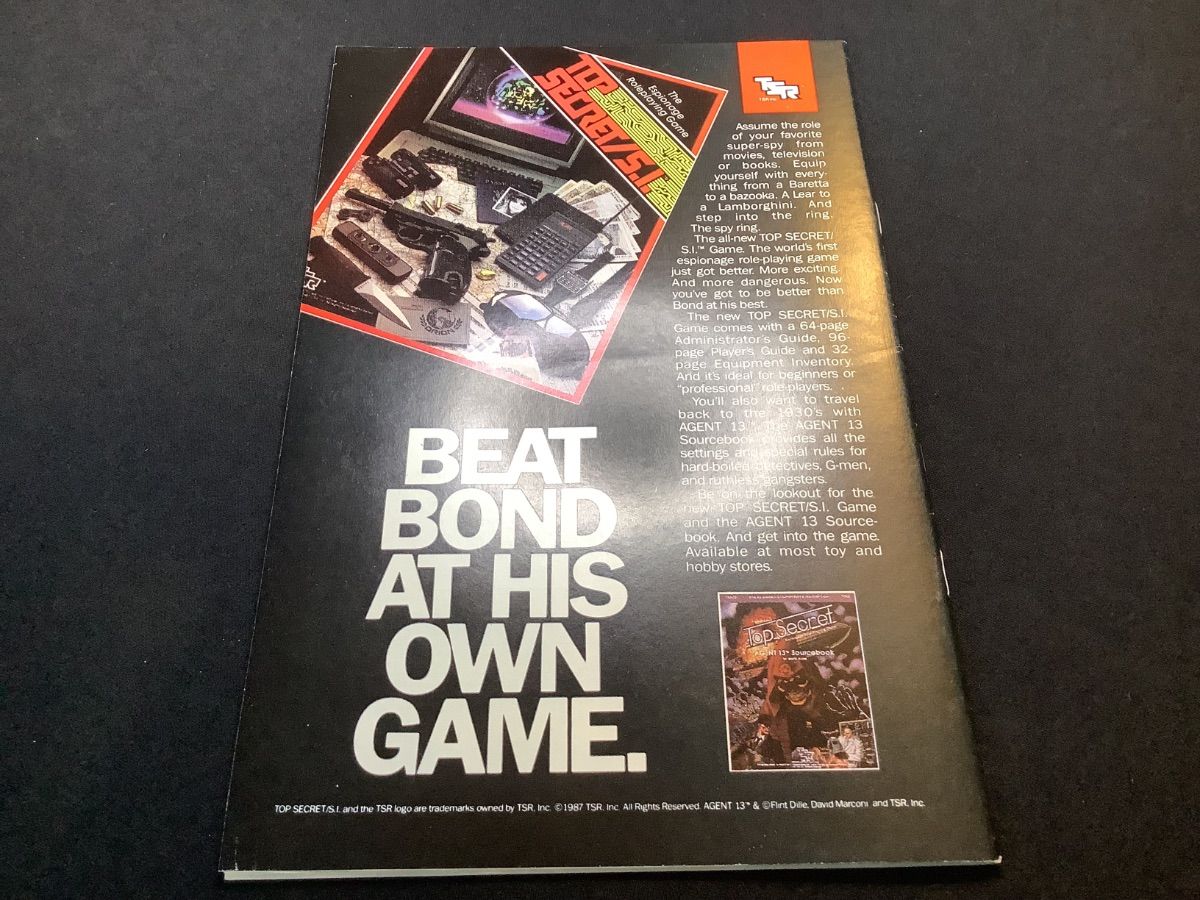 TOP
SECRET/S.I.
The
Espionage
Roleplaying Game
ORION
TSR
TSR, Inc.
Assume the role
of your favorite
super-spy from
movies, television
or books. Equip
yourself with every-
thing from a Baretta
to a bazooka. A Lear to
a Lamborghini. And
step into the ring.
The spy ring.
The all-new TOP SECRET/
S.I.™ Game. The world's first
espionage role-playing game
just got better. More exciting.
And more dangerous. Now
you've got to be better than
Bond at his best.
The new TOP SECRET/S.I.
Game comes with a 64-page
Administrator's Guide, 96-
page Player's Guide and 32-
page Equipment Inventory.
And it's ideal for beginners or
"professional" role-players.
You'll also want to travel
back to the 1930's with
AGENT 13.™ The AGENT 13
Sourcebook provides all the
settings and special rules for
hard-boiled detectives, G-men,
and ruthless gangsters.
Be on the lookout for the
new TOP SECRET/S.I. Game
and the AGENT 13 Source-
book. And get into the game.
Available at most toy and
hobby stores.
BEAT
BOND
AT HIS
OWN
GAME.
Top Secret
AGENT 13™ Sourcebook
TOP SECRET/S.I. and the TSR logo are trademarks owned by TSR, Inc. ©1987 TSR, Inc. All Rights Reserved. AGENT 13™ & ©Flint Dille, David Marconi and TSR, Inc.